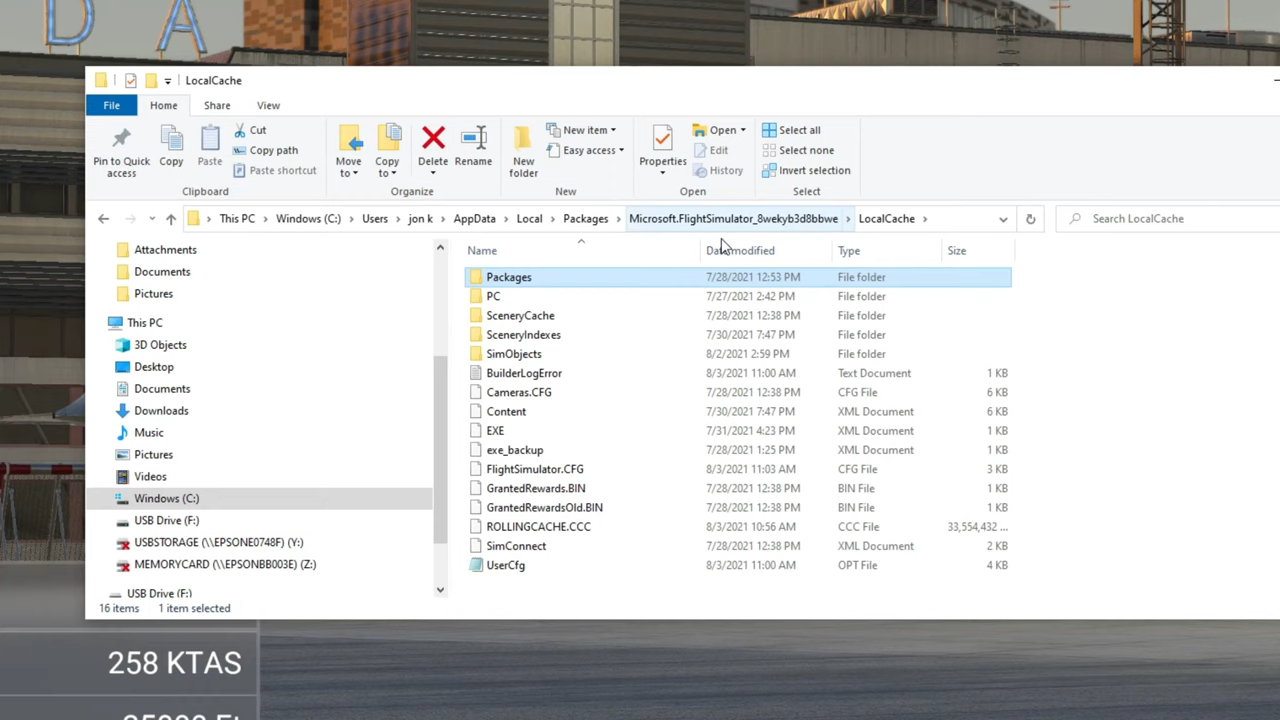 D A
LocalCache
File Home Share View
Pin to Quick access
Copy
Paste
Cut
Copy path
Paste shortcut
Clipboard
Move to
Copy to
Delete
Rename
Organize
New folder
New item
Easy access
New
Properties
Open
Edit
History
Open
Select all
Select none
Invert selection
Select
This PC > Windows (C:) > Users > jon k > AppData > Local > Packages > Microsoft.FlightSimulator_8wekyb3d8bbwe > LocalCache >
Search LocalCache
Attachments
Documents
Pictures
This PC
3D Objects
Desktop
Documents
Downloads
Music
Pictures
Videos
Windows (C:)
USB Drive (F:)
USBSTORAGE (\\EPSONE0748F) (Y:)
MEMORYCARD (\\EPSONBB003E) (Z:)
USB Drive (F:)
Name Date modified Type Size
Packages 7/28/2021 12:53 PM File folder
PC 7/27/2021 2:42 PM File folder
SceneryCache 7/28/2021 12:38 PM File folder
SceneryIndexes 7/30/2021 7:47 PM File folder
SimObjects 8/2/2021 2:59 PM File folder
BuilderLogError 8/3/2021 11:00 AM Text Document 1 KB
Cameras.CFG 7/28/2021 12:38 PM CFG File 6 KB
Content 7/30/2021 7:47 PM XML Document 6 KB
EXE 7/31/2021 4:23 PM XML Document 1 KB
exe_backup 7/28/2021 1:25 PM XML Document 1 KB
FlightSimulator.CFG 8/3/2021 11:03 AM CFG File 3 KB
GrantedRewards.BIN 7/28/2021 12:38 PM BIN File 1 KB
GrantedRewardsOld.BIN 7/28/2021 12:38 PM BIN File 1 KB
ROLLINGCACHE.CCC 8/3/2021 10:56 AM CCC File 33,554,432 ...
SimConnect 7/28/2021 12:38 PM XML Document 2 KB
UserCfg 8/3/2021 11:00 AM OPT File 4 KB
16 items 1 item selected
258 KTAS